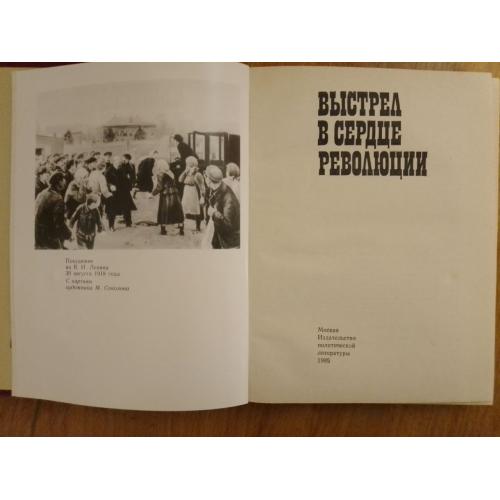 Покушение
на В. И. Ленина
30 августа 1918 года
С картины
художника М. Соколова
ВЫСТРЕЛ
В СЕРДЦЕ
РЕВОЛЮЦИИ
Москва
Издательство
политической
литературы
1985